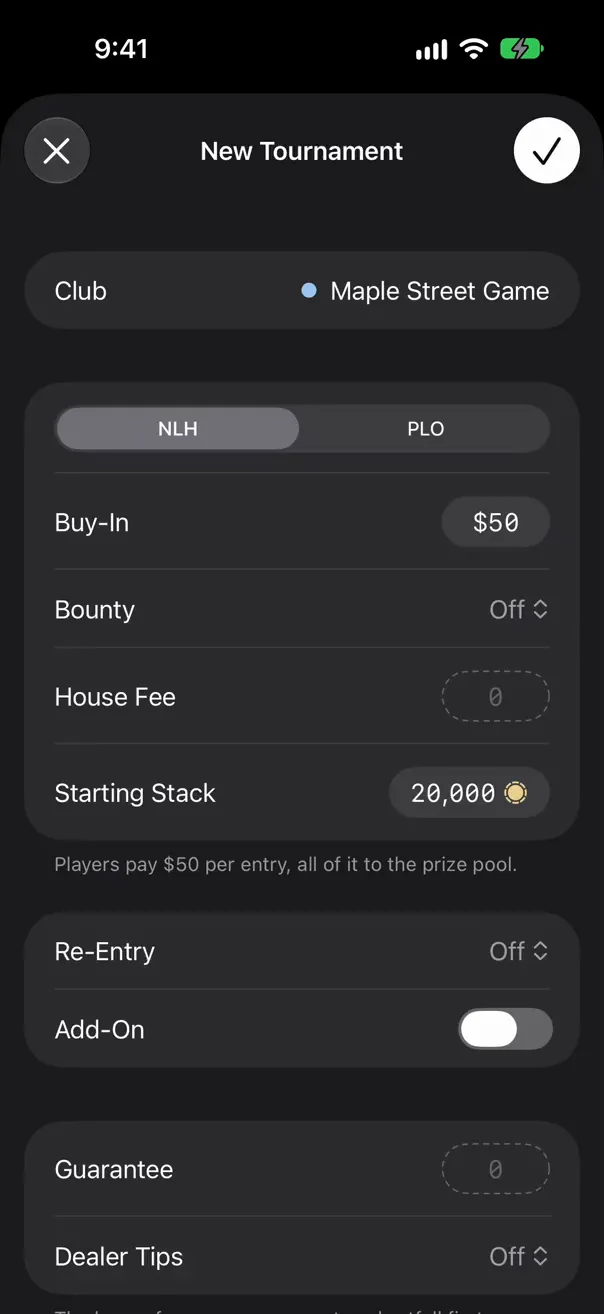 9:41
New Tournament
Club Maple Street Game
NLH PLO
Buy-In $50
Bounty Off
House Fee 0
Starting Stack 20,000
Players pay $50 per entry, all of it to the prize pool.
Re-Entry Off
Add-On
Guarantee 0
Dealer Tips Off